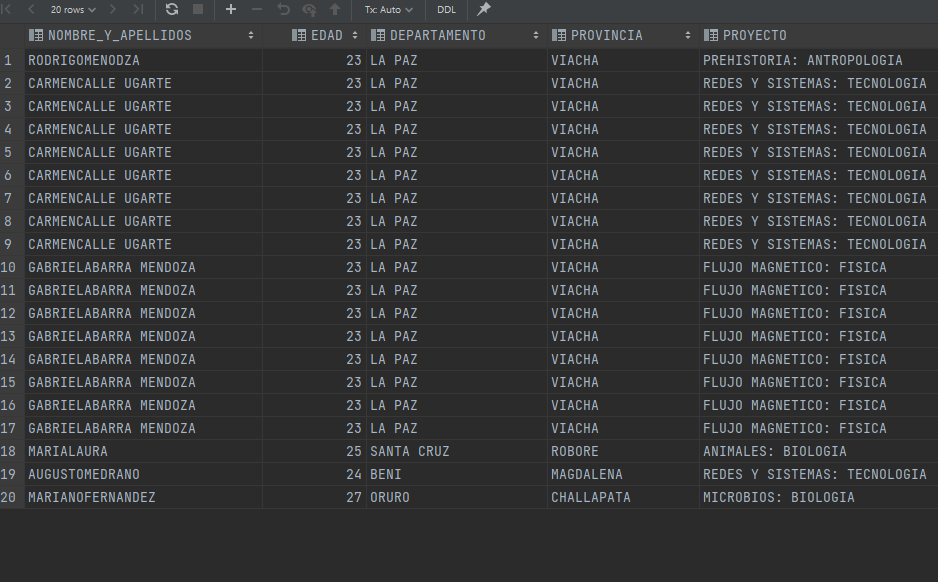 20 rows Tx: Auto DDL
NOMBRE_Y_APELLIDOS EDAD DEPARTAMENTO PROVINCIA PROYECTO
1 RODRIGOMENODZA 23 LA PAZ VIACHA PREHISTORIA: ANTROPOLOGIA
2 CARMENCALLE UGARTE 23 LA PAZ VIACHA REDES Y SISTEMAS: TECNOLOGIA
3 CARMENCALLE UGARTE 23 LA PAZ VIACHA REDES Y SISTEMAS: TECNOLOGIA
4 CARMENCALLE UGARTE 23 LA PAZ VIACHA REDES Y SISTEMAS: TECNOLOGIA
5 CARMENCALLE UGARTE 23 LA PAZ VIACHA REDES Y SISTEMAS: TECNOLOGIA
6 CARMENCALLE UGARTE 23 LA PAZ VIACHA REDES Y SISTEMAS: TECNOLOGIA
7 CARMENCALLE UGARTE 23 LA PAZ VIACHA REDES Y SISTEMAS: TECNOLOGIA
8 CARMENCALLE UGARTE 23 LA PAZ VIACHA REDES Y SISTEMAS: TECNOLOGIA
9 CARMENCALLE UGARTE 23 LA PAZ VIACHA REDES Y SISTEMAS: TECNOLOGIA
10 GABRIELABARRA MENDOZA 23 LA PAZ VIACHA FLUJO MAGNETICO: FISICA
11 GABRIELABARRA MENDOZA 23 LA PAZ VIACHA FLUJO MAGNETICO: FISICA
12 GABRIELABARRA MENDOZA 23 LA PAZ VIACHA FLUJO MAGNETICO: FISICA
13 GABRIELABARRA MENDOZA 23 LA PAZ VIACHA FLUJO MAGNETICO: FISICA
14 GABRIELABARRA MENDOZA 23 LA PAZ VIACHA FLUJO MAGNETICO: FISICA
15 GABRIELABARRA MENDOZA 23 LA PAZ VIACHA FLUJO MAGNETICO: FISICA
16 GABRIELABARRA MENDOZA 23 LA PAZ VIACHA FLUJO MAGNETICO: FISICA
17 GABRIELABARRA MENDOZA 23 LA PAZ VIACHA FLUJO MAGNETICO: FISICA
18 MARIALAURA 25 SANTA CRUZ ROBORE ANIMALES: BIOLOGIA
19 AUGUSTOMEDRANO 24 BENI MAGDALENA REDES Y SISTEMAS: TECNOLOGIA
20 MARIANOFERNANDEZ 27 ORURO CHALLAPATA MICROBIOS: BIOLOGIA